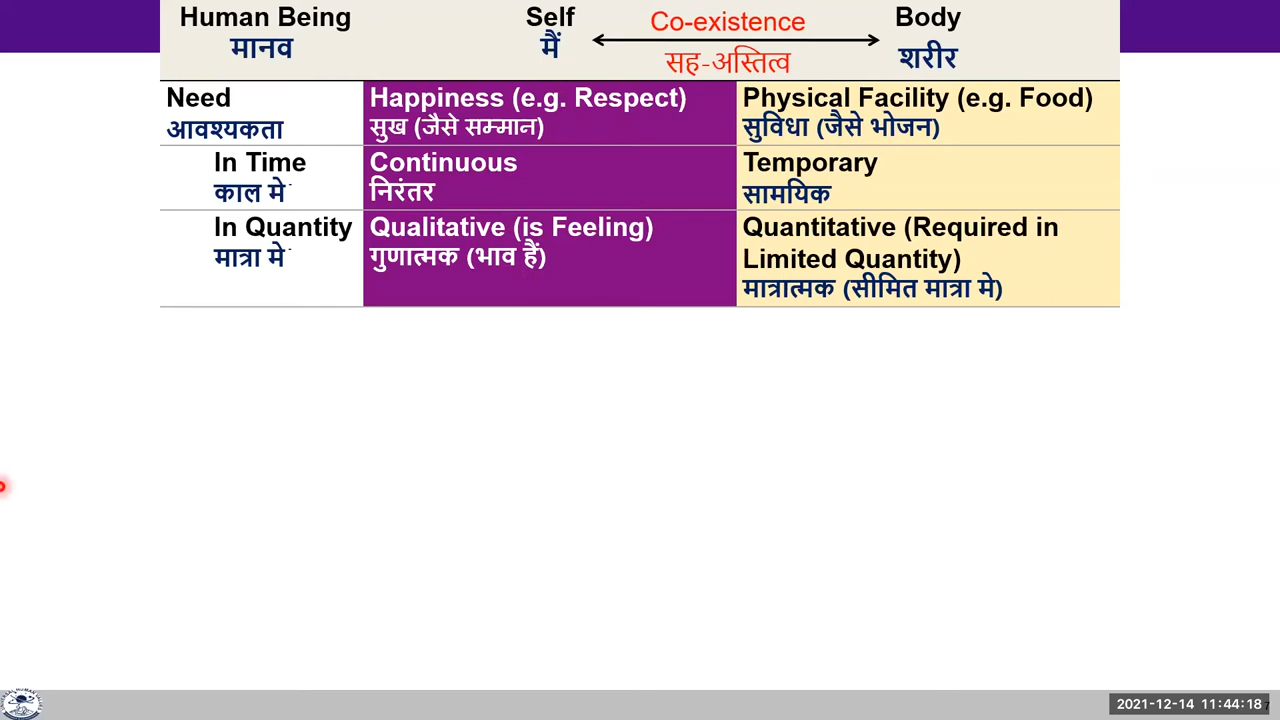 Human Being Self Co-existence Body
मानव मैं सह-अस्तित्व शरीर
Need Happiness (e.g. Respect) Physical Facility (e.g. Food)
आवश्यकता सुख (जैसे सम्मान) सुविधा (जैसे भोजन)
In Time Continuous Temporary
काल मे निरंतर सामयिक
In Quantity Qualitative (is Feeling) Quantitative (Required in
मात्रा मे गुणात्मक (भाव हैं) Limited Quantity)
मात्रात्मक (सीमित मात्रा मे)
2021-12-14 11:44:18 7